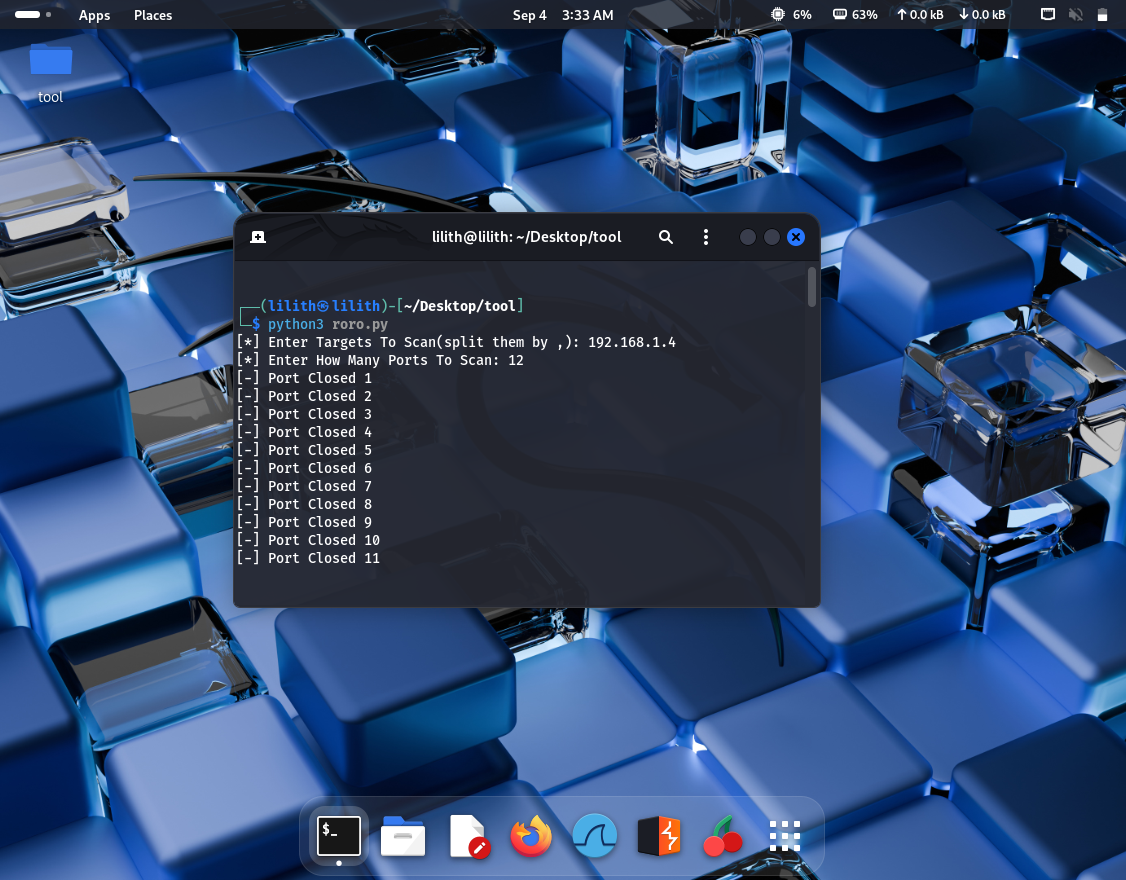 Apps Places Sep 4 3:33 AM 6% 63% 0.0 kB 0.0 kB
tool
lilith@lilith: ~/Desktop/tool
┌──(lilith㉿lilith)-[~/Desktop/tool]
└─$ python3 roro.py
[*] Enter Targets To Scan(split them by ,): 192.168.1.4
[*] Enter How Many Ports To Scan: 12
[-] Port Closed 1
[-] Port Closed 2
[-] Port Closed 3
[-] Port Closed 4
[-] Port Closed 5
[-] Port Closed 6
[-] Port Closed 7
[-] Port Closed 8
[-] Port Closed 9
[-] Port Closed 10
[-] Port Closed 11
$_